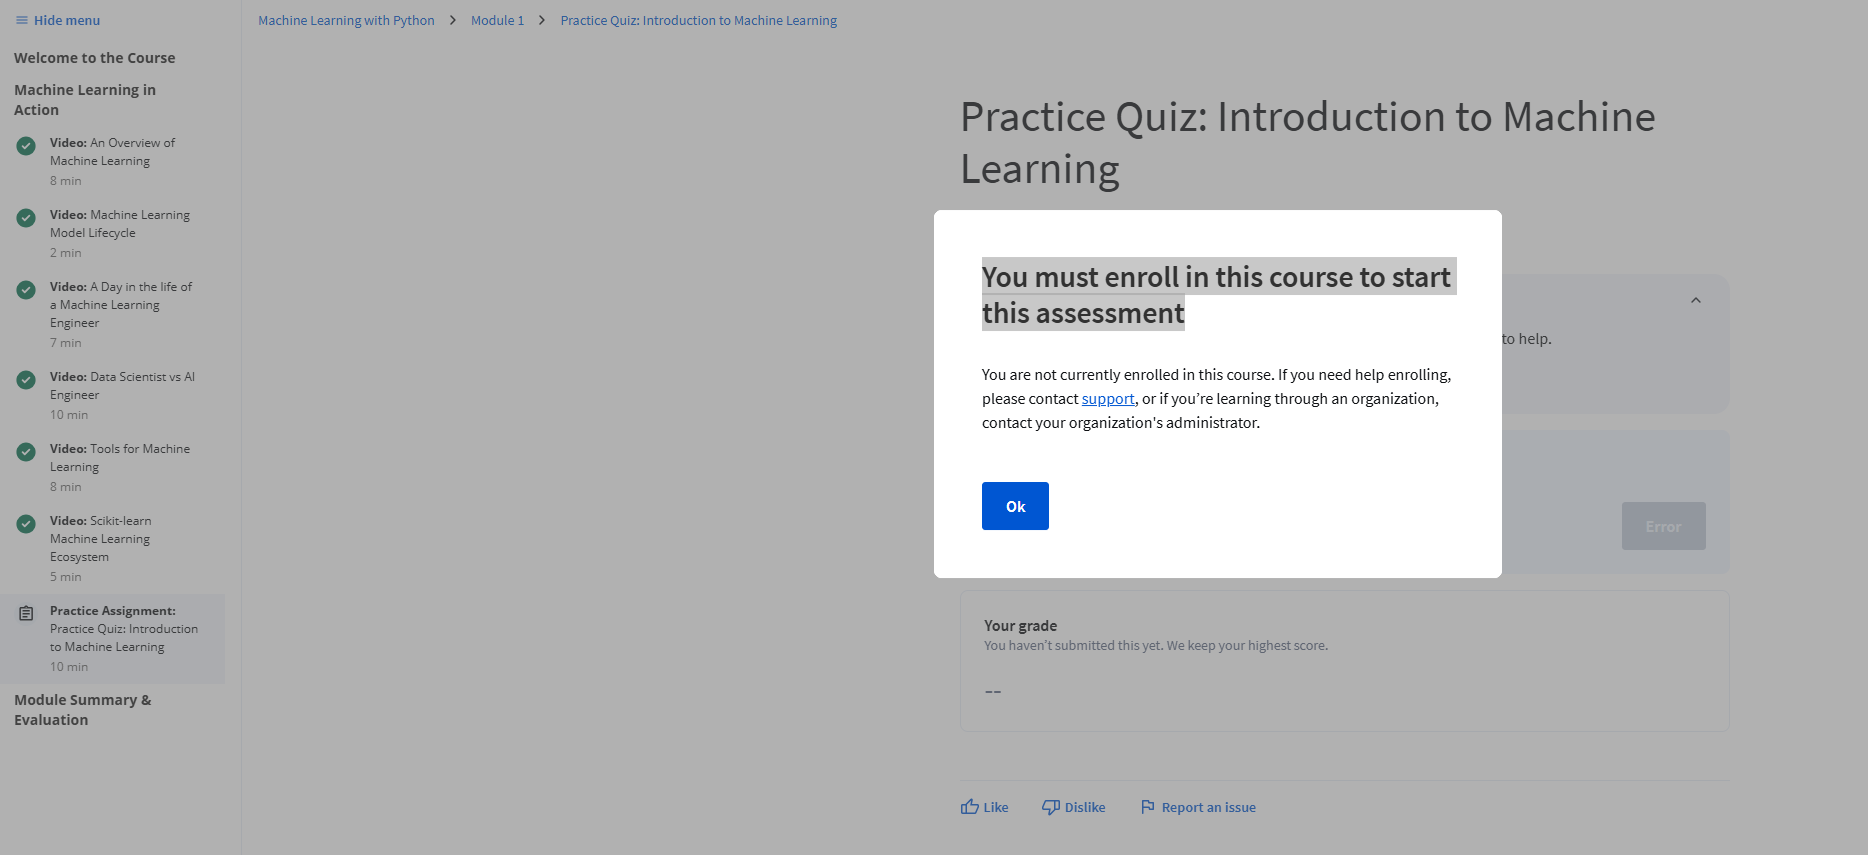 Hide menu
Machine Learning with Python
Module 1
Practice Quiz: Introduction to Machine Learning
Welcome to the Course
Machine Learning in
Action
Video: An Overview of
Machine Learning
8 min
Video: Machine Learning
Model Lifecycle
2 min
Video: A Day in the life of
a Machine Learning
Engineer
7 min
Video: Data Scientist vs AI
Engineer
10 min
Video: Tools for Machine
Learning
8 min
Video: Scikit-learn
Machine Learning
Ecosystem
5 min
Practice Assignment:
Practice Quiz: Introduction
to Machine Learning
10 min
Module Summary &
Evaluation
Practice Quiz: Introduction to Machine
Learning
You must enroll in this course to start
this assessment
You are not currently enrolled in this course. If you need help enrolling,
please contact support, or if you’re learning through an organization,
contact your organization's administrator.
Ok
to help.
Error
Your grade
You haven't submitted this yet. We keep your highest score.
--
Like
Dislike
Report an issue